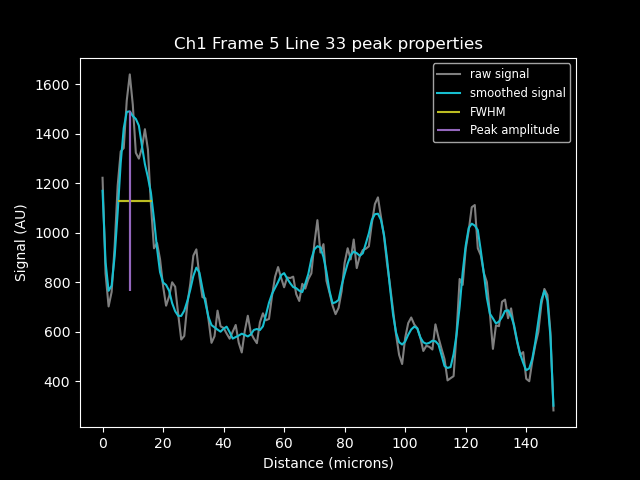 Ch1 Frame 5 Line 33 peak properties
raw signal
smoothed signal
FWHM
Peak amplitude
Signal (AU)
1600
1400
1200
1000
800
600
400
0 20 40 60 80 100 120 140
Distance (microns)